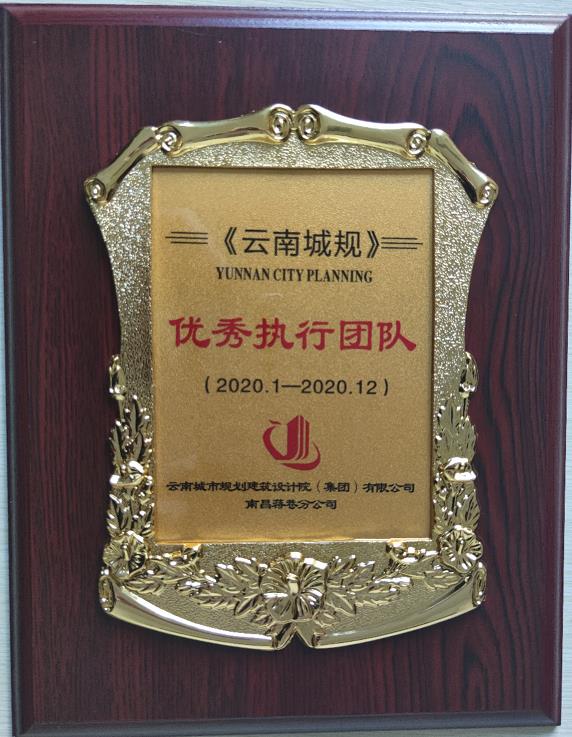 《云南城规》
YUNNAN CITY PLANNING
优秀执行团队
（2020.1—2020.12）
云南城市规划建筑设计院（集团）有限公司
南昌蒋巷分公司